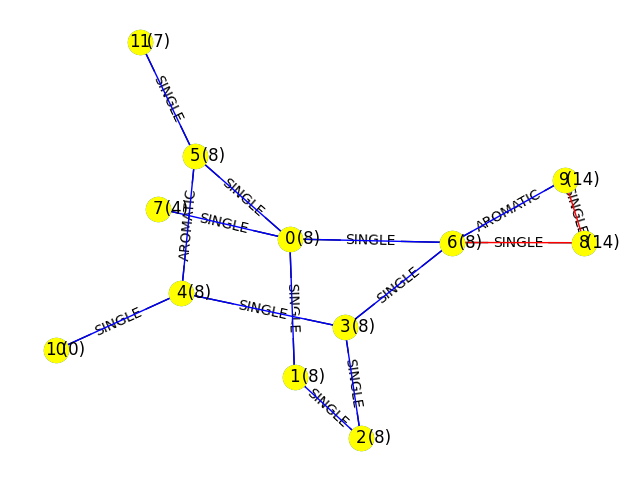 11(7)
SINGLE
5(8)
SINGLE
AROMATIC
7(4)
SINGLE
0(8)
SINGLE
6(8)
AROMATIC
9(14)
SINGLE
SINGLE
8(14)
4(8)
SINGLE
SINGLE
SINGLE
SINGLE
3(8)
10(0)
SINGLE
1(8)
SINGLE
2(8)